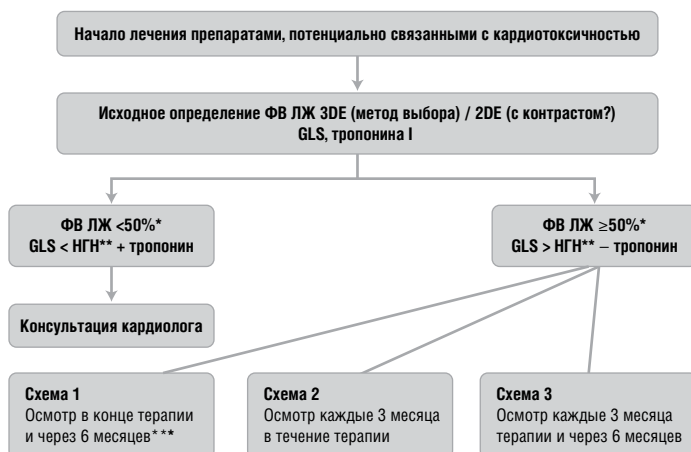 Начало лечения препаратами, потенциально связанными с кардиотоксичностью
Исходное определение ФВ ЛЖ 3DE (метод выбора) / 2DE (с контрастом?)
GLS, тропонина I
ФВ ЛЖ <50%*
GLS < НГН** + тропонин
ФВ ЛЖ ≥50%*
GLS > НГН** – тропонин
Консультация кардиолога
Схема 1
Осмотр в конце терапии
и через 6 месяцев***
Схема 2
Осмотр каждые 3 месяца
в течение терапии
Схема 3
Осмотр каждые 3 месяца
терапии и через 6 месяцев